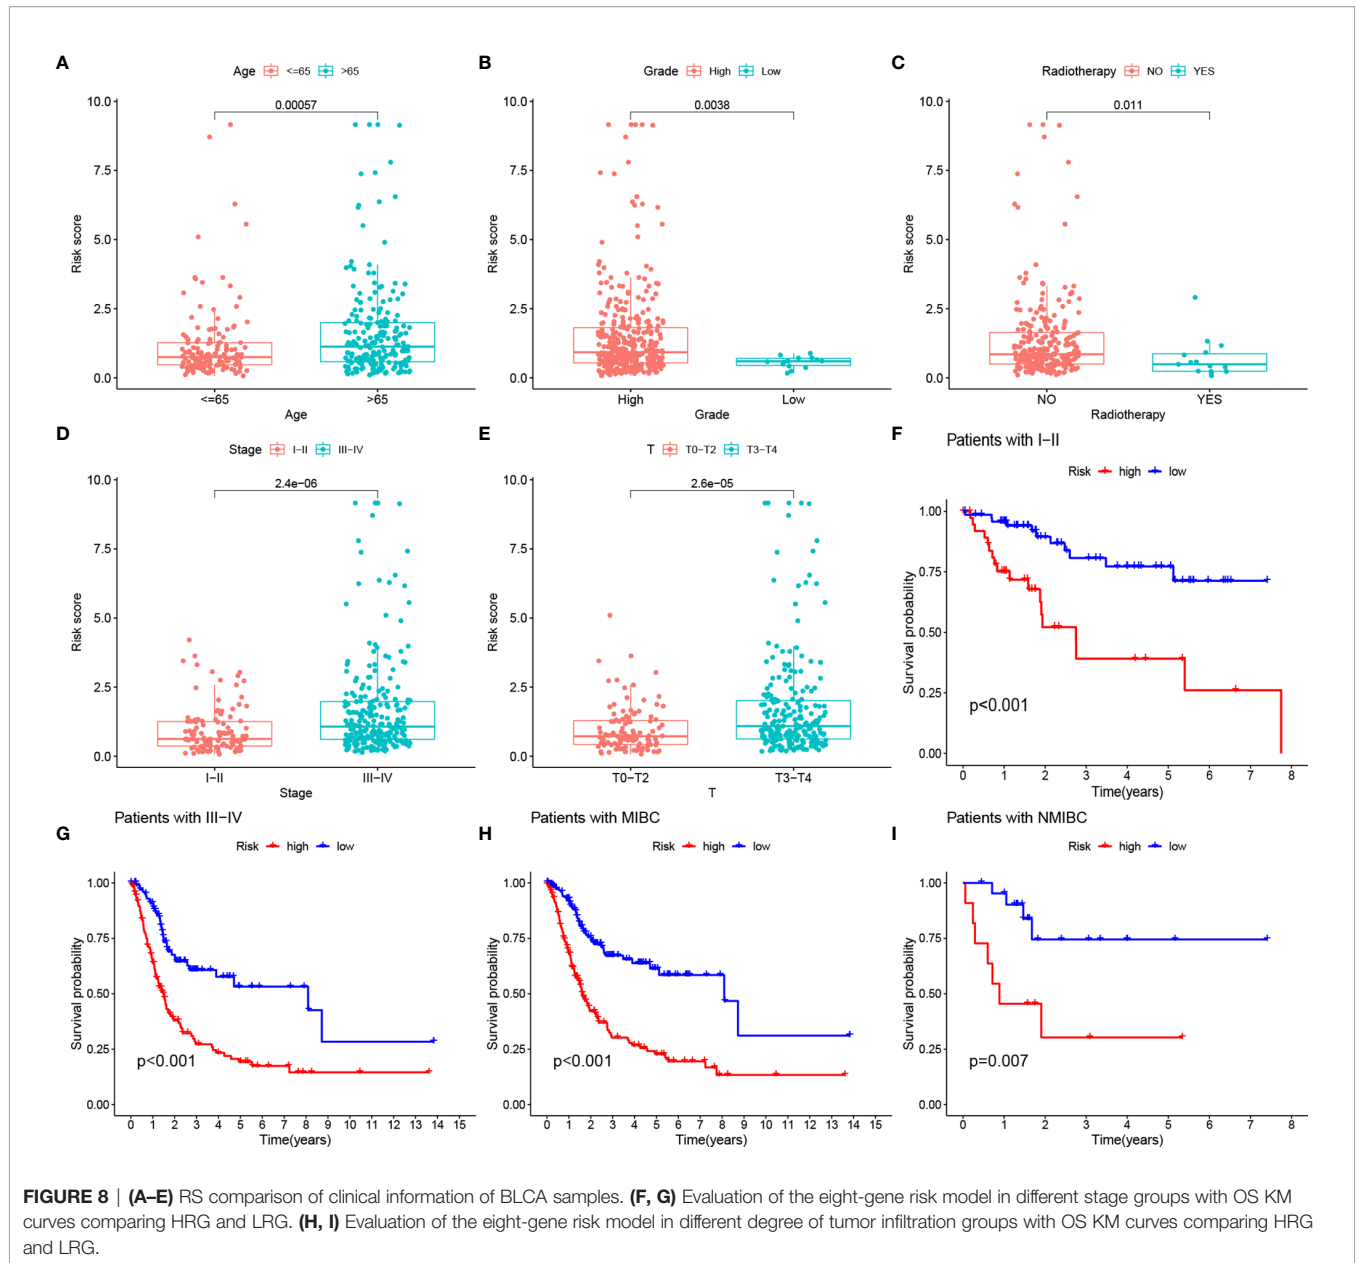 A
Age <=65 >65
0.00057
10.0
7.5
5.0
2.5
0.0
Risk score
<=65 >65
Age
B
Grade High Low
0.0038
10.0
7.5
5.0
2.5
0.0
Risk score
High Low
Grade
C
Radiotherapy NO YES
0.011
10.0
7.5
5.0
2.5
0.0
Risk score
NO YES
Radiotherapy
D
Stage I−II III−IV
2.4e−06
10.0
7.5
5.0
2.5
0.0
Risk score
I−II III−IV
Stage
E
T T0−T2 T3−T4
2.6e−05
10.0
7.5
5.0
2.5
0.0
Risk score
T0−T2 T3−T4
T
F
Patients with I−II
Risk high low
1.00
0.75
0.50
0.25
0.00
Survival probability
p<0.001
0 1 2 3 4 5 6 7 8
Time(years)
G
Patients with III−IV
Risk high low
1.00
0.75
0.50
0.25
0.00
Survival probability
p<0.001
0 1 2 3 4 5 6 7 8 9 10 11 12 13 14 15
Time(years)
H
Patients with MIBC
Risk high low
1.00
0.75
0.50
0.25
0.00
Survival probability
p<0.001
0 1 2 3 4 5 6 7 8 9 10 11 12 13 14 15
Time(years)
I
Patients with NMIBC
Risk high low
1.00
0.75
0.50
0.25
0.00
Survival probability
p=0.007
0 1 2 3 4 5 6 7 8
Time(years)
FIGURE 8 | (A–E) RS comparison of clinical information of BLCA samples. (F, G) Evaluation of the eight-gene risk model in different stage groups with OS KM
curves comparing HRG and LRG. (H, I) Evaluation of the eight-gene risk model in different degree of tumor infiltration groups with OS KM curves comparing HRG
and LRG.